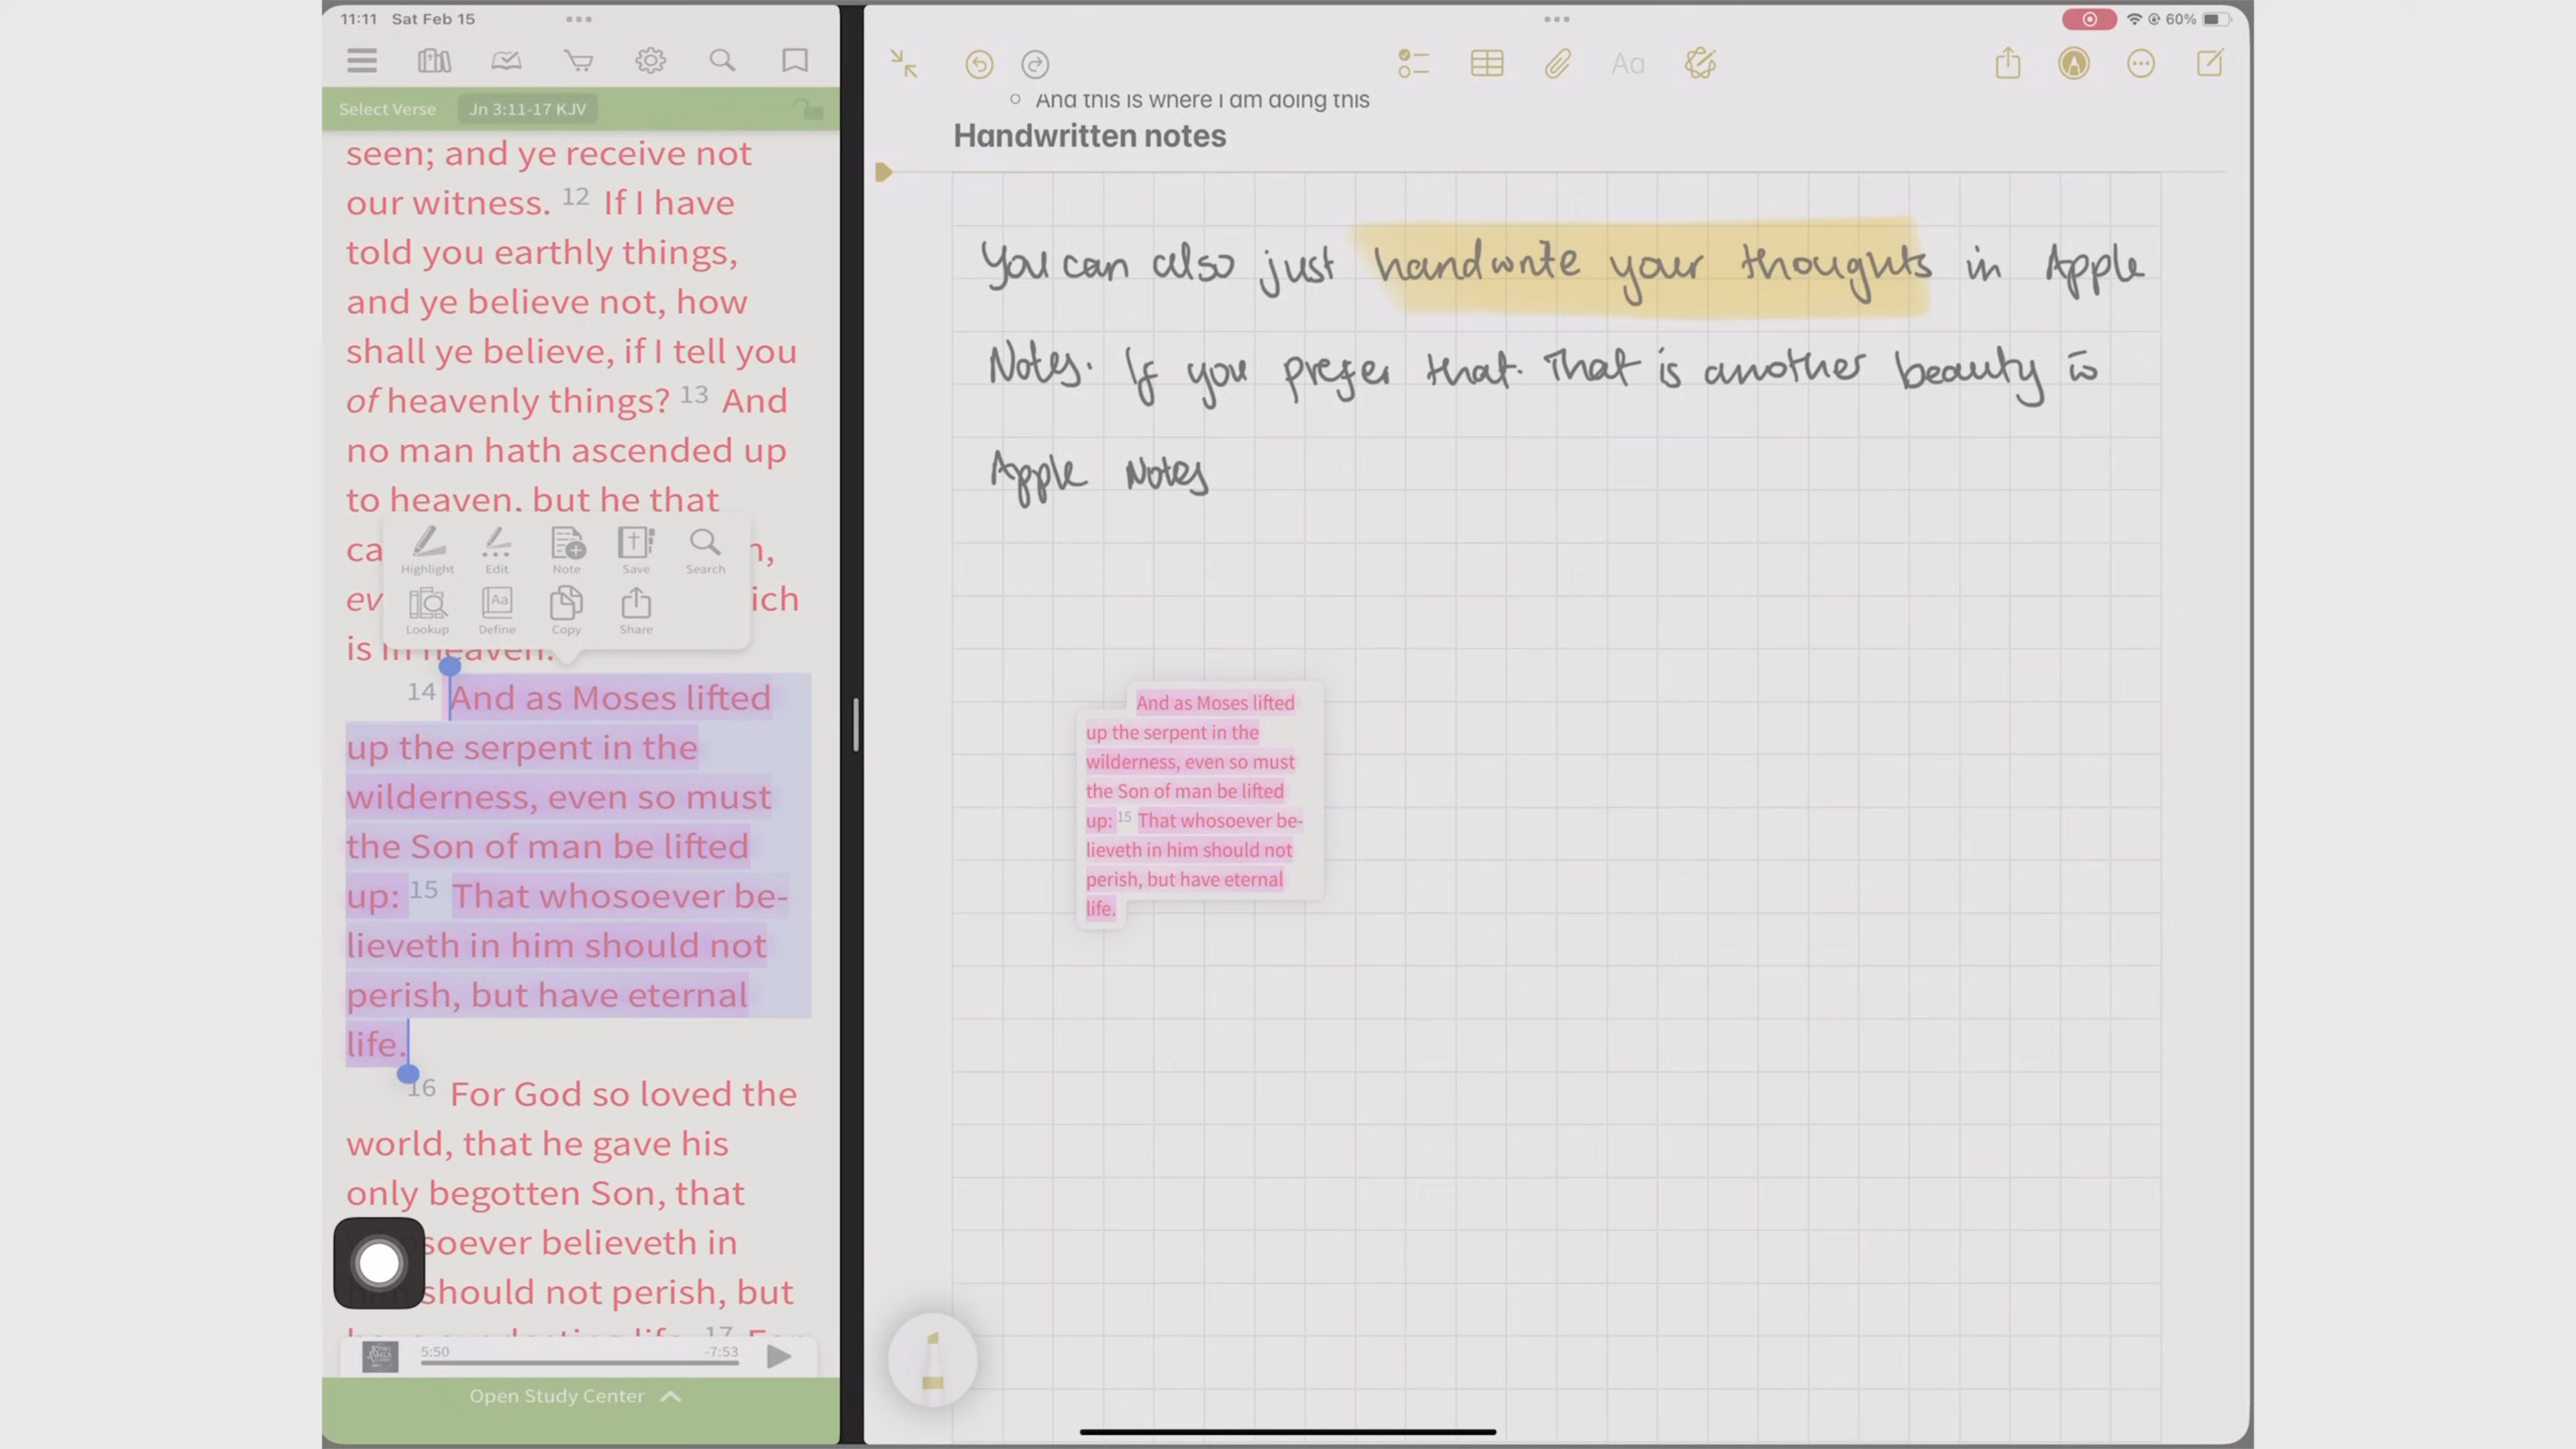 11:11 Sat Feb 15
60%
Select Verse Jn 3:11-17 KJV
seen; and ye receive not
our witness. 12 If I have
told you earthly things,
and ye believe not, how
shall ye believe, if I tell you
of heavenly things? 13 And
no man hath ascended up
to heaven, but he that
ca
n,
ev
ich
is in heaven.
Highlight Edit Note Save Search
Lookup Define Copy Share
14 And as Moses lifted
up the serpent in the
wilderness, even so must
the Son of man be lifted
up: 15 That whosoever be-
lieveth in him should not
perish, but have eternal
life.
16 For God so loved the
world, that he gave his
only begotten Son, that
soever believeth in
should not perish, but
17 For
5:50 -7:53
Open Study Center
Aa
And this is where I am doing this
Handwritten notes
You can also just handwrite your thoughts in Apple
Notes. If you prefer that. That is another beauty to
Apple Notes
And as Moses lifted
up the serpent in the
wilderness, even so must
the Son of man be lifted
up: 15 That whosoever be-
lieveth in him should not
perish, but have eternal
life.